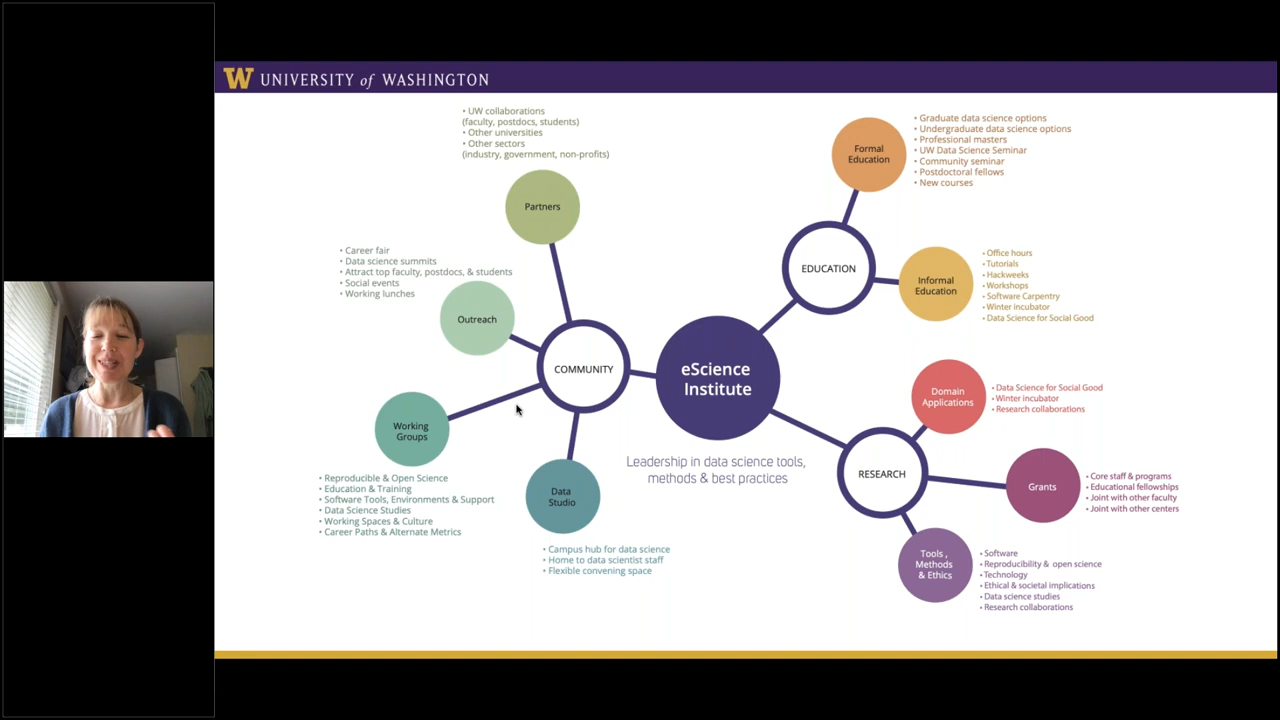 W UNIVERSITY of WASHINGTON
• UW collaborations
(faculty, postdocs, students)
• Other universities
• Other sectors
(industry, government, non-profits)
Partners
• Career fair
• Data science summits
• Attract top faculty, postdocs, & students
• Social events
• Working lunches
Outreach
COMMUNITY
Working
Groups
• Reproducible & Open Science
• Education & Training
• Software Tools, Environments & Support
• Data Science Studies
• Working Spaces & Culture
• Career Paths & Alternate Metrics
Data
Studio
• Campus hub for data science
• Home to data scientist staff
• Flexible convening space
eScience
Institute
Leadership in data science tools,
methods & best practices
EDUCATION
Formal
Education
• Graduate data science options
• Undergraduate data science options
• Professional masters
• UW Data Science Seminar
• Community seminar
• Postdoctoral fellows
• New courses
Informal
Education
• Office hours
• Tutorials
• Hackweeks
• Workshops
• Software Carpentry
• Winter incubator
• Data Science for Social Good
RESEARCH
Domain
Applications
• Data Science for Social Good
• Winter incubator
• Research collaborations
Grants
• Core staff & programs
• Educational fellowships
• Joint with other faculty
• Joint with other centers
Tools ,
Methods
& Ethics
• Software
• Reproducibility & open science
• Technology
• Ethical & societal implications
• Data science studies
• Research collaborations